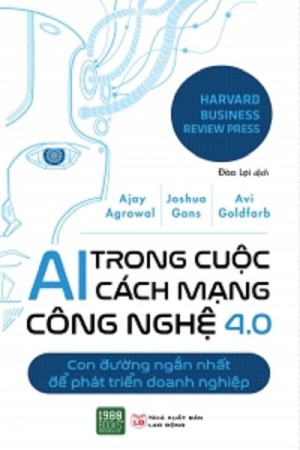 HARVARD
BUSINESS
REVIEW PRESS
Đào Lợi dịch
Ajay Agrawal
Joshua Gans
Avi Goldfarb
AI TRONG CUỘC
CÁCH MẠNG
CÔNG NGHỆ 4.0
Con đường ngắn nhất
để phát triển doanh nghiệp
1980
BOOKS
NHÀ XUẤT BẢN
LAO ĐỘNG